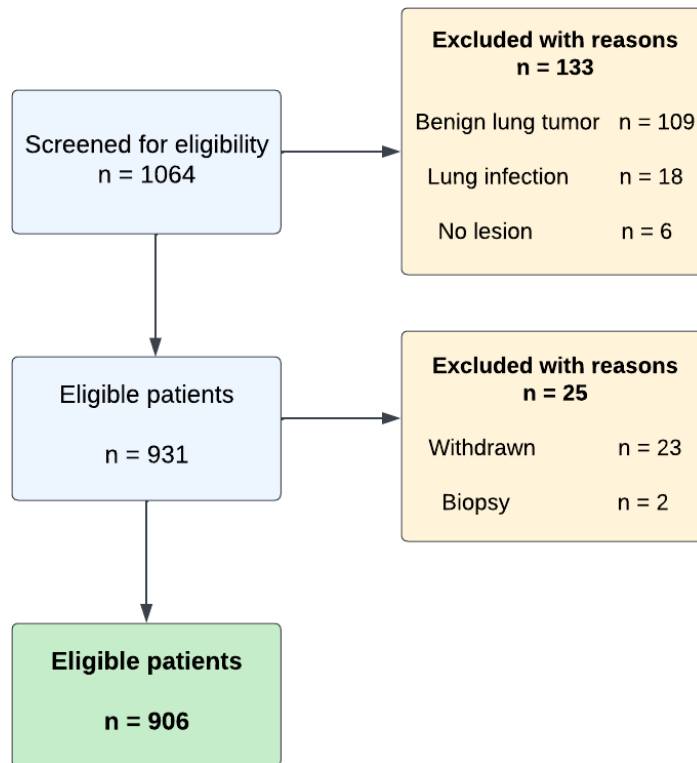 Screened for eligibility
n = 1064
Excluded with reasons
n = 133
Benign lung tumor n = 109
Lung infection n = 18
No lesion n = 6
Eligible patients
n = 931
Excluded with reasons
n = 25
Withdrawn n = 23
Biopsy n = 2
Eligible patients
n = 906